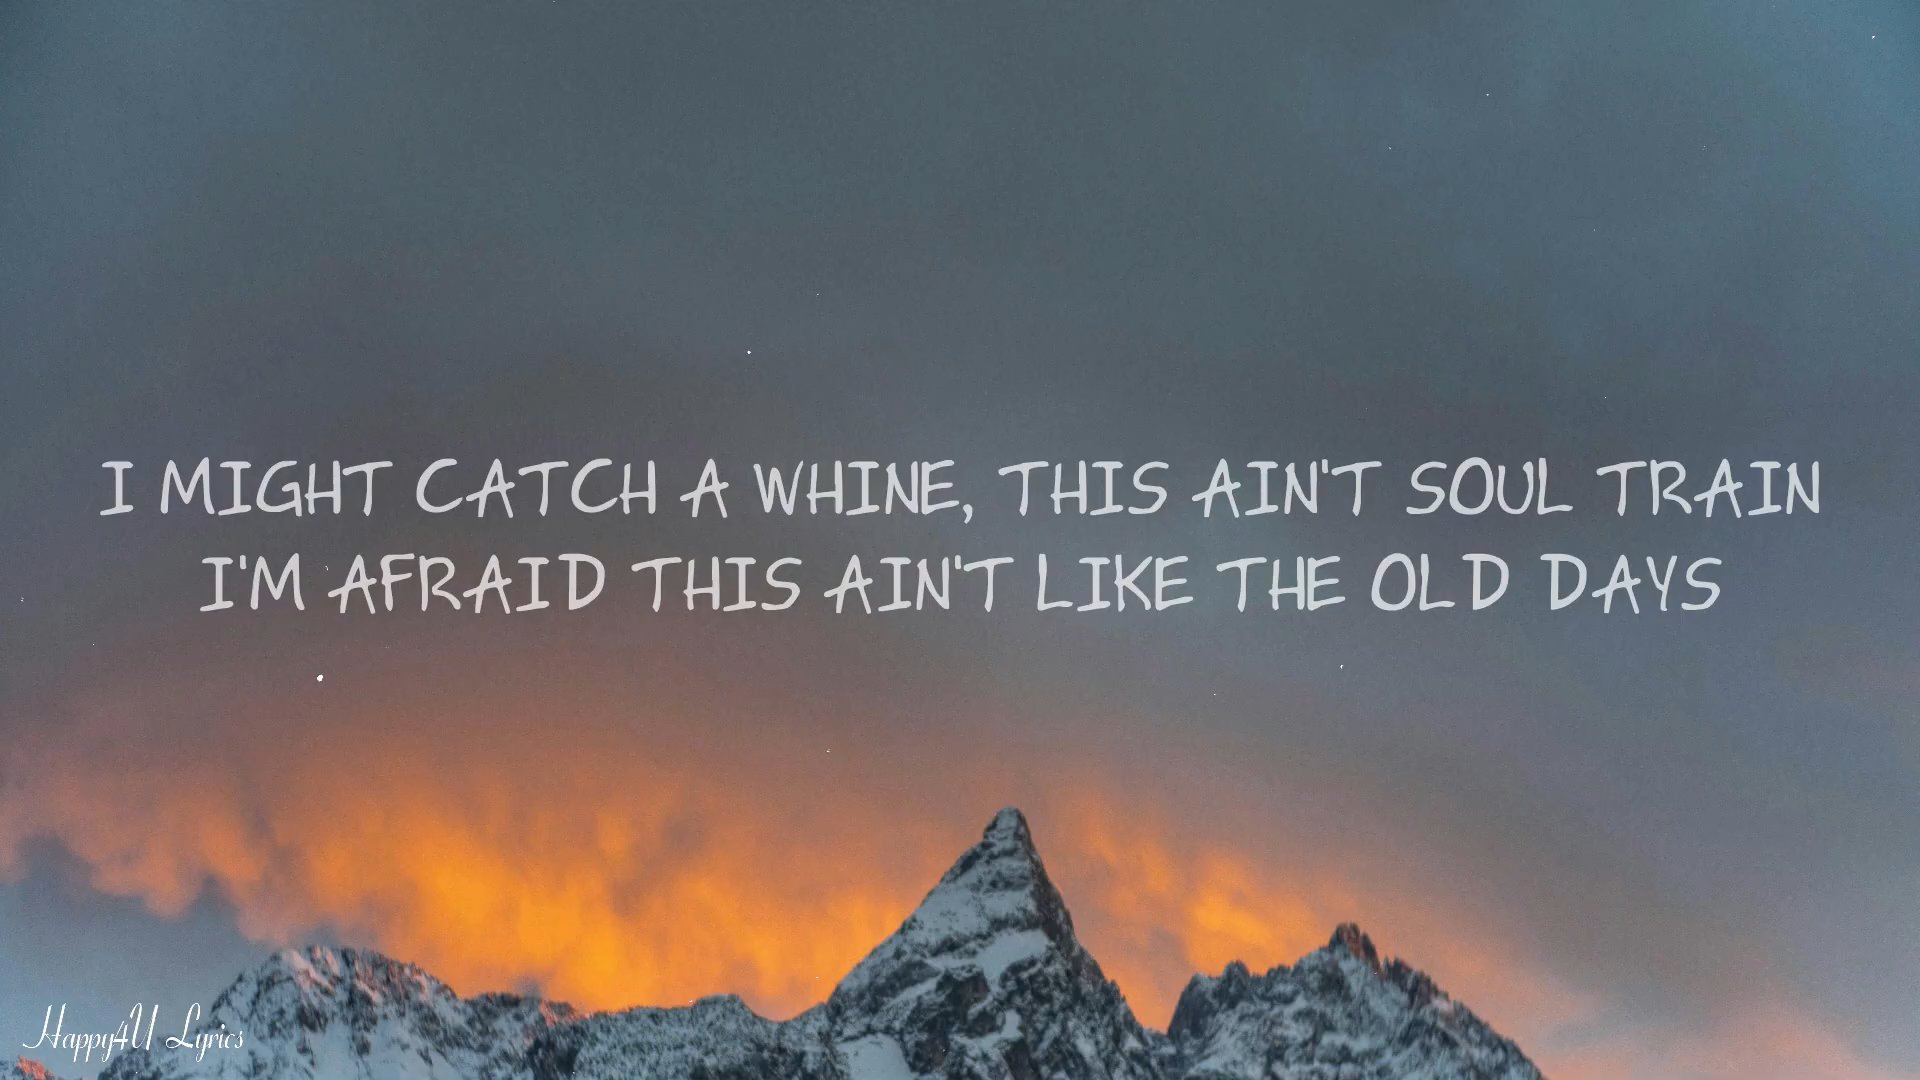 I MIGHT CATCH A WHINE, THIS AIN'T SOUL TRAIN
I'M AFRAID THIS AIN'T LIKE THE OLD DAYS
Happy4U Lyrics